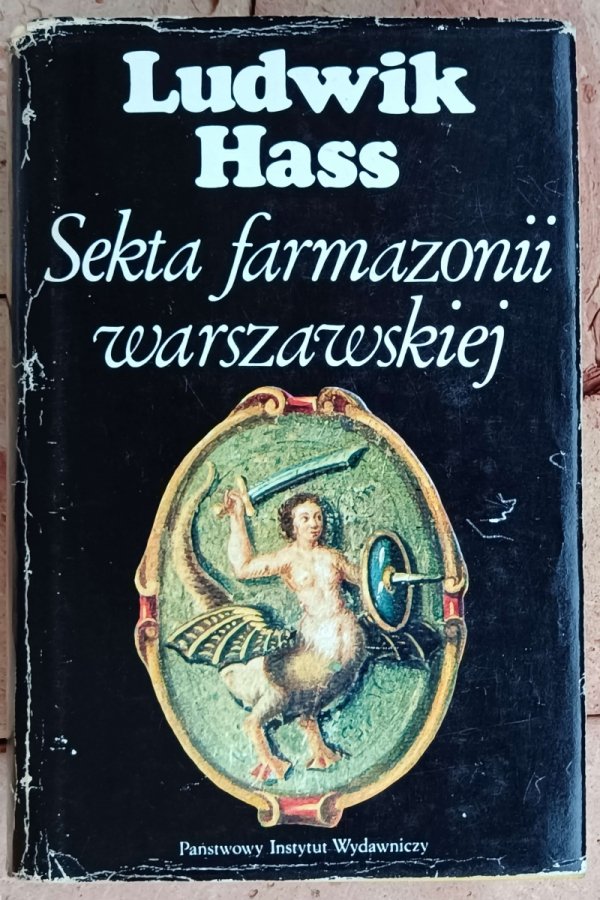 Ludwik
Hass
Sekta farmazonii
warszawskiej
Państwowy Instytut Wydawniczy